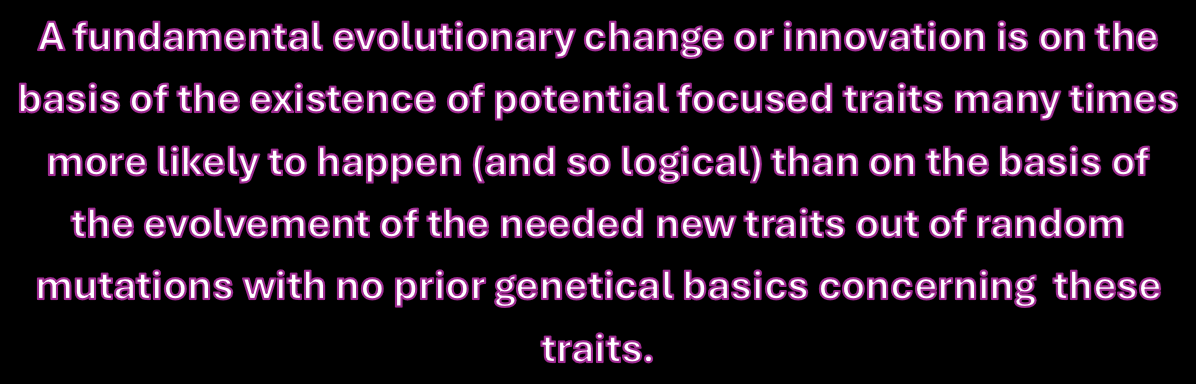 A fundamental evolutionary change or innovation is on the
basis of the existence of potential focused traits many times
more likely to happen (and so logical) than on the basis of
the evolvement of the needed new traits out of random
mutations with no prior genetical basics concerning  these
traits.